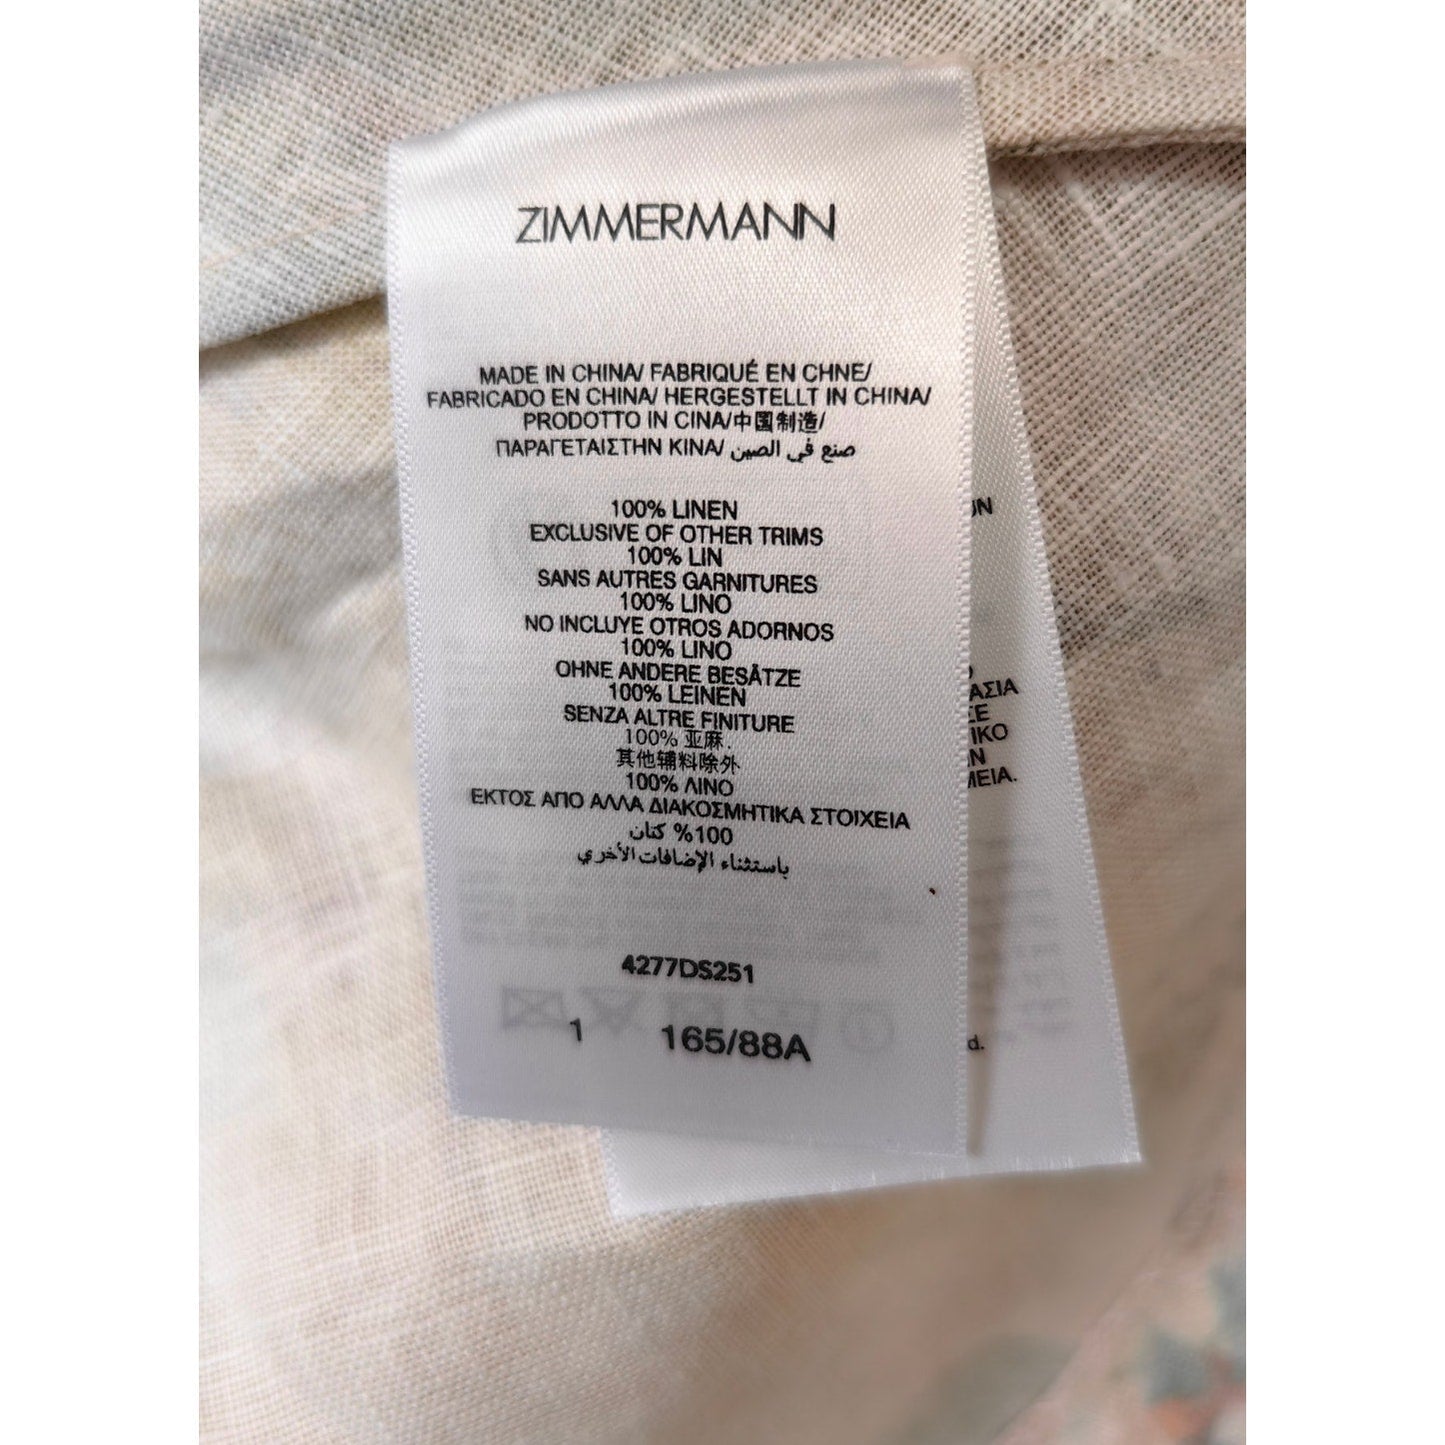 ZIMMERMANN
MADE IN CHINA/ FABRIQUÉ EN CHNE/
FABRICADO EN CHINA/ HERGESTELLT IN CHINA/
PRODOTTO IN CINA/中国制造/
ΠΑΡΑΓΕΤΑΙΣΤΗΝ ΚΙΝΑ/ صنع في الصين
100% LINEN
EXCLUSIVE OF OTHER TRIMS
100% LIN
SANS AUTRES GARNITURES
100% LINO
NO INCLUYE OTROS ADORNOS
100% LINO
OHNE ANDERE BESÄTZE
100% LEINEN
SENZA ALTRE FINITURE
100% 亚麻.
其他辅料除外
100% ΛΙΝΟ
ΕΚΤΟΣ ΑΠΟ ΑΛΛΑ ΔΙΑΚΟΣΜΗΤΙΚΑ ΣΤΟΙΧΕΙΑ
100% كتان
باستثناء الإضافات الأخري
4277DS251
1 165/88A